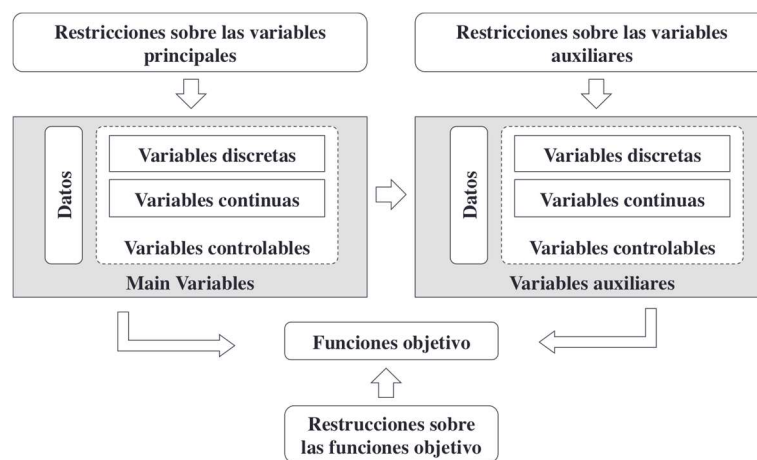 Restricciones sobre las variables
principales
Restricciones sobre las variables
auxiliares
Datos
Variables discretas
Variables continuas
Variables controlables
Main Variables
Datos
Variables discretas
Variables continuas
Variables controlables
Variables auxiliares
Funciones objetivo
Restrucciones sobre
las funciones objetivo